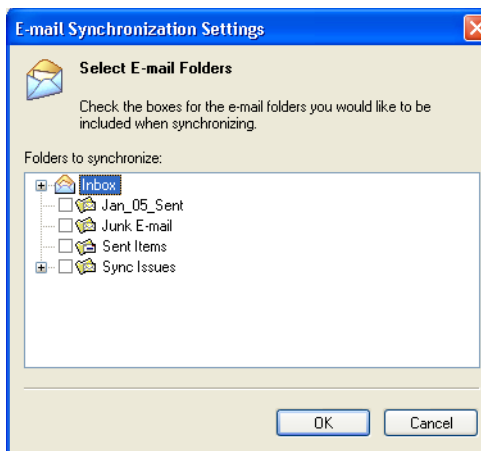 E-mail Synchronization Settings
Select E-mail Folders
Check the boxes for the e-mail folders you would like to be
included when synchronizing.
Folders to synchronize:
Inbox
Jan_05_Sent
Junk E-mail
Sent Items
Sync Issues
OK
Cancel